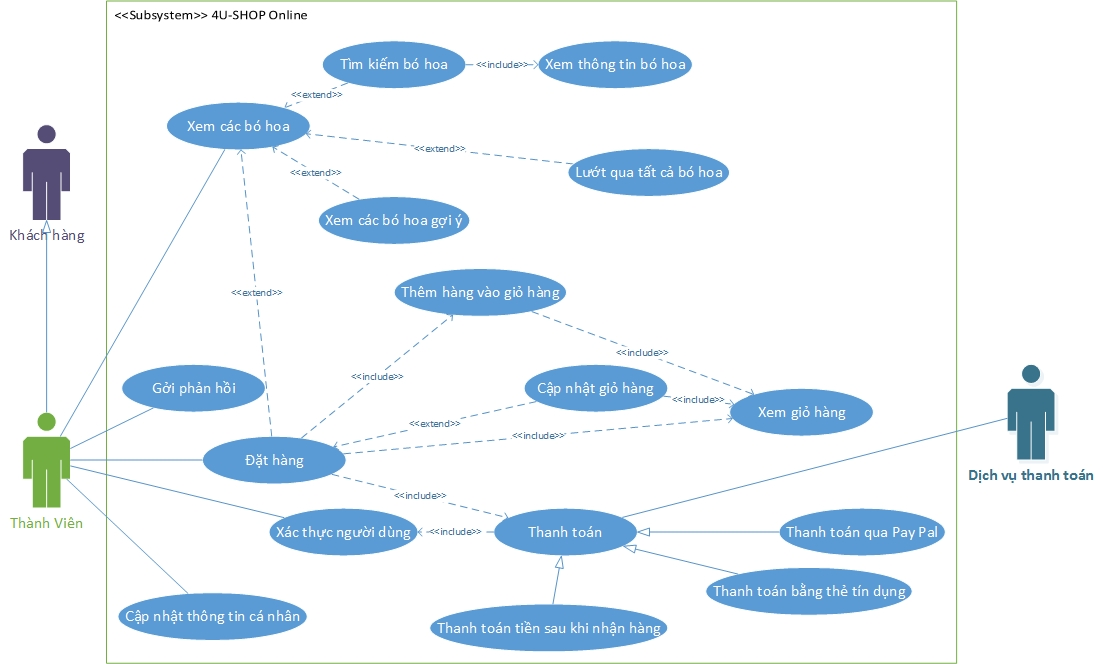 <<Subsystem>> 4U-SHOP Online
Tìm kiếm bó hoa
<<include>>
Xem thông tin bó hoa
<<extend>>
Xem các bó hoa
<<extend>>
Lướt qua tất cả bó hoa
<<extend>>
Xem các bó hoa gợi ý
Khách hàng
<<extend>>
Thêm hàng vào giỏ hàng
<<include>>
<<include>>
Gởi phản hồi
Cập nhật giỏ hàng
<<include>>
Xem giỏ hàng
<<extend>>
<<include>>
Đặt hàng
Dịch vụ thanh toán
<<include>>
Thành Viên
Xác thực người dùng
<<include>>
Thanh toán
Thanh toán qua Pay Pal
Thanh toán bằng thẻ tín dụng
Cập nhật thông tin cá nhân
Thanh toán tiền sau khi nhận hàng